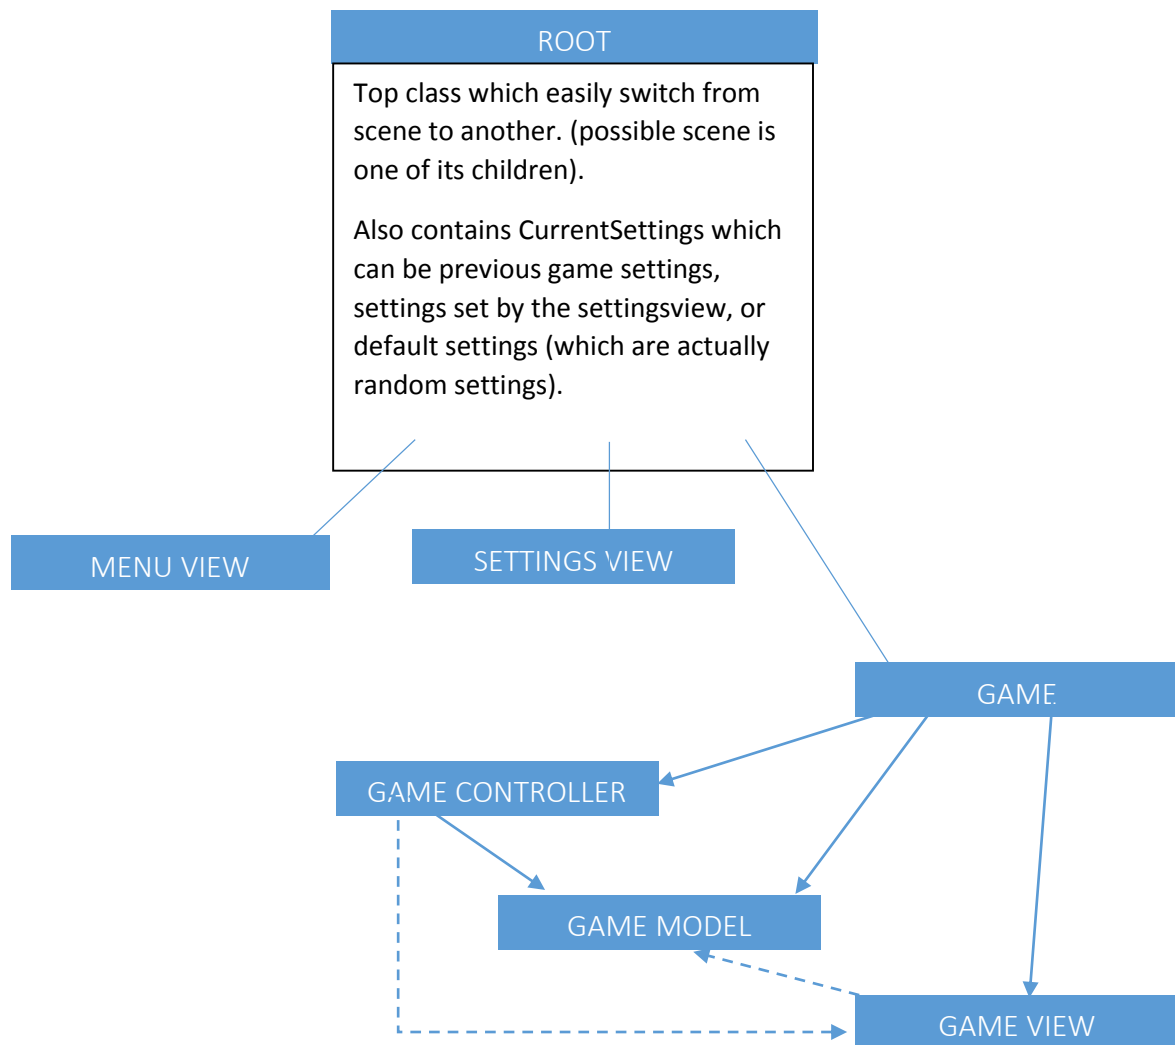 ROOT
Top class which easily switch from
scene to another. (possible scene is
one of its children).
Also contains CurrentSettings which
can be previous game settings,
settings set by the settingsview, or
default settings (which are actually
random settings).
MENU VIEW
SETTINGS VIEW
GAME
GAME CONTROLLER
GAME MODEL
GAME VIEW